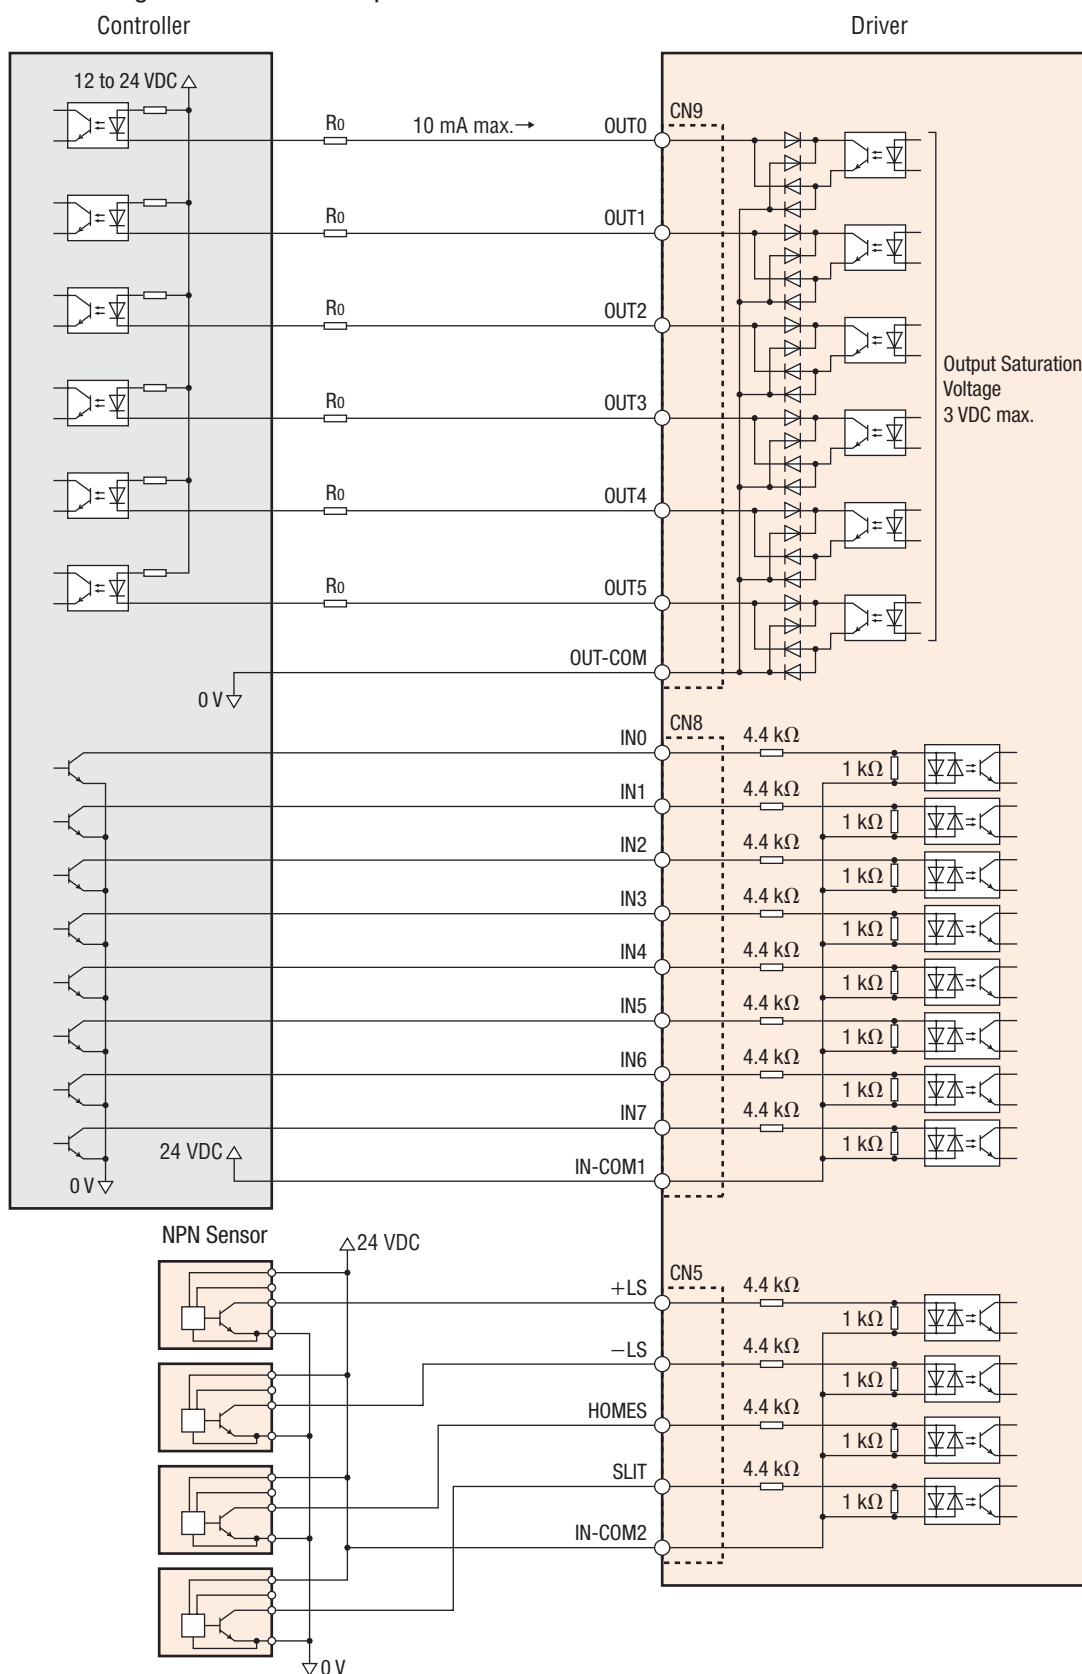 Controller
Driver
12 to 24 VDC
CN9
R0
10 mA max.→
OUT0
R0
OUT1
R0
OUT2
Output Saturation
Voltage
3 VDC max.
R0
OUT3
R0
OUT4
R0
OUT5
OUT-COM
0 V
CN8
IN0
4.4 kΩ
1 kΩ
IN1
4.4 kΩ
1 kΩ
IN2
4.4 kΩ
1 kΩ
IN3
4.4 kΩ
1 kΩ
IN4
4.4 kΩ
1 kΩ
IN5
4.4 kΩ
1 kΩ
IN6
4.4 kΩ
1 kΩ
IN7
4.4 kΩ
1 kΩ
24 VDC
IN-COM1
0 V
NPN Sensor
24 VDC
CN5
+LS
4.4 kΩ
1 kΩ
−LS
4.4 kΩ
1 kΩ
HOMES
4.4 kΩ
1 kΩ
SLIT
4.4 kΩ
1 kΩ
IN-COM2
0 V